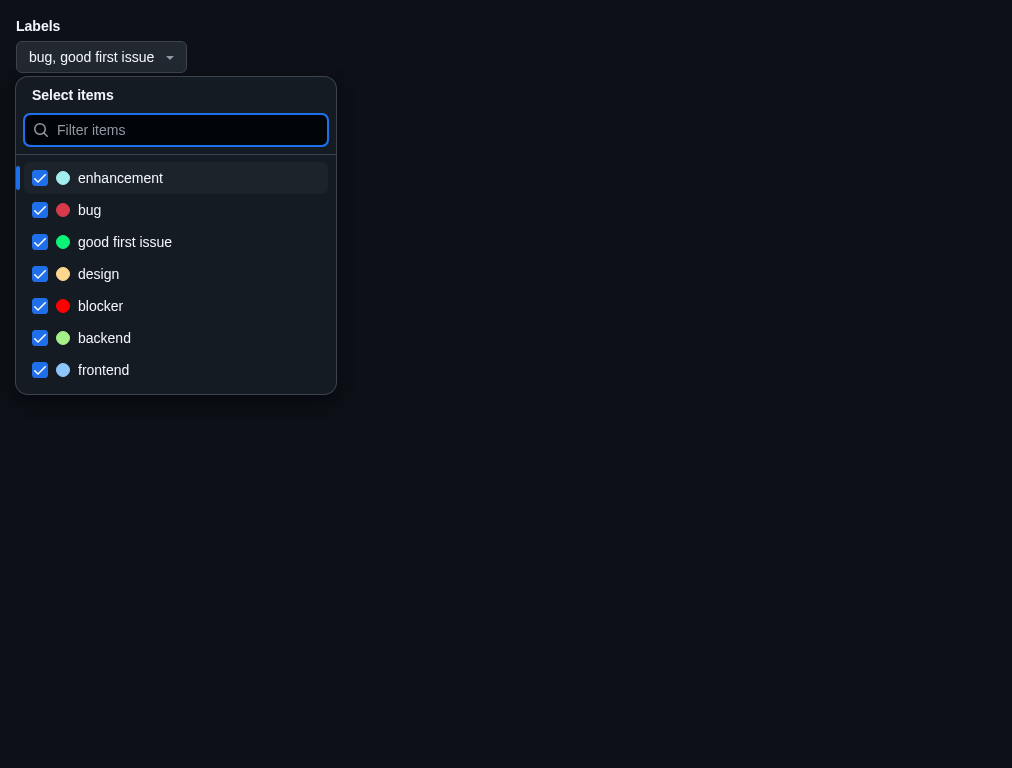 Labels
bug, good first issue
Select items
Filter items
enhancement
bug
good first issue
design
blocker
backend
frontend